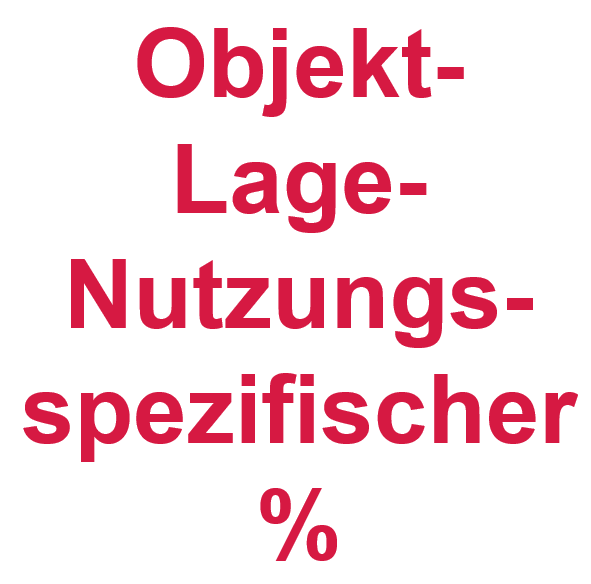 Objekt-
Lage-
Nutzungs-
spezifischer
%